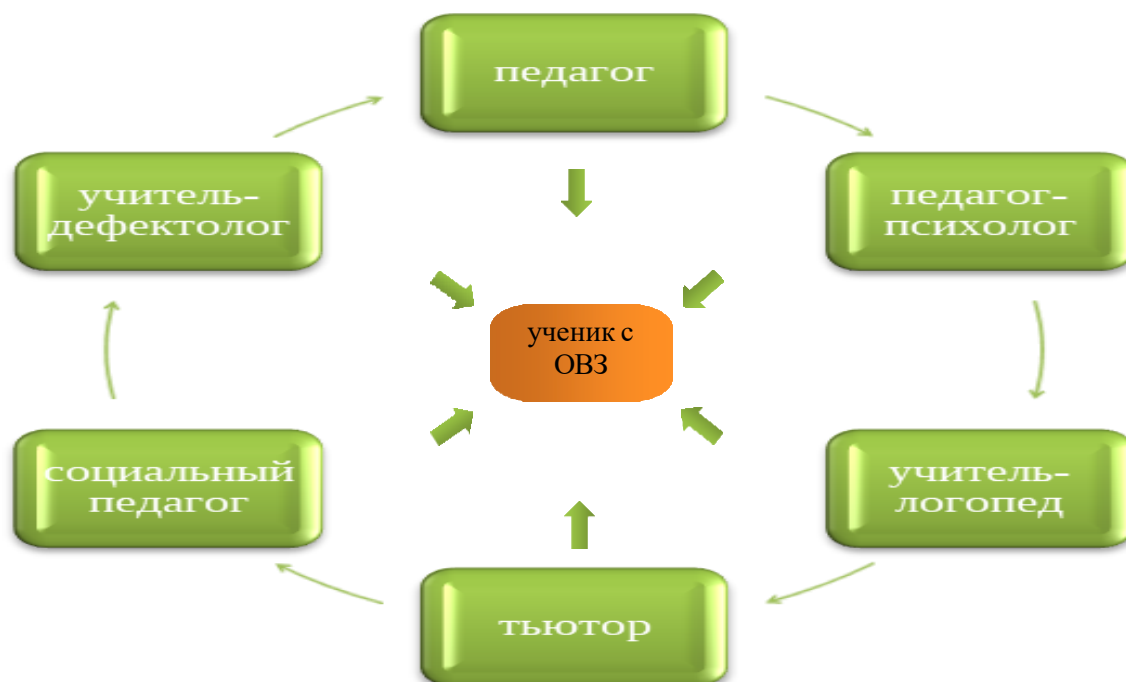 педагог
учитель-
дефектолог
педагог-
психолог
ученик с
ОВЗ
социальный
педагог
учитель-
логопед
тьютор